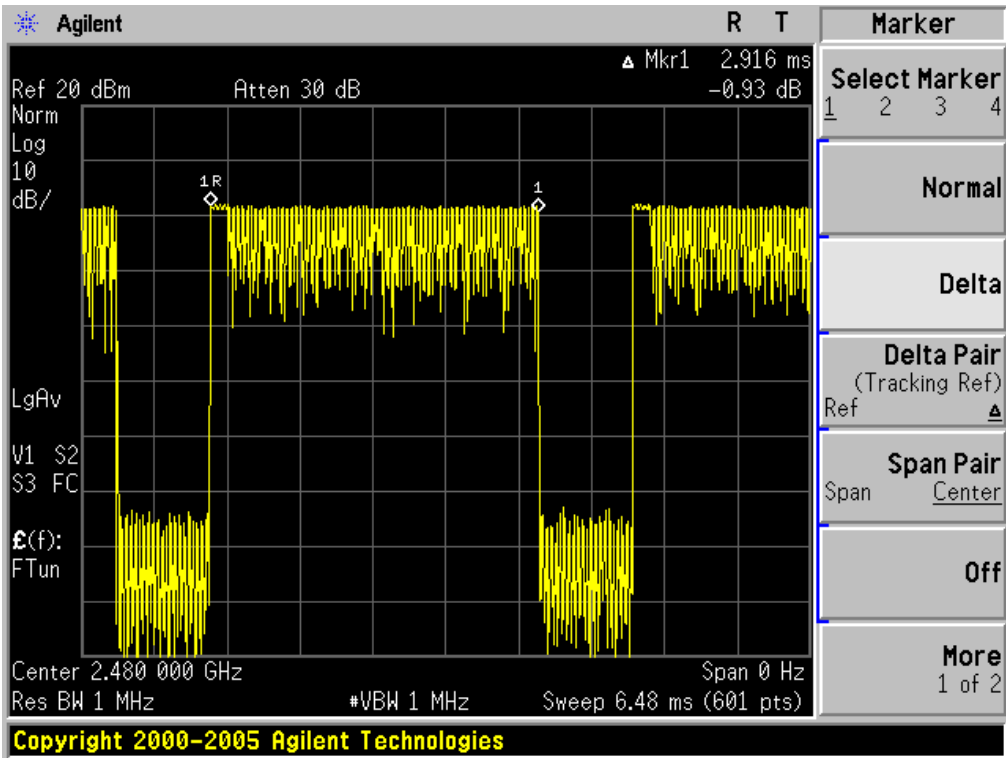 Agilent R T
Δ Mkr1 2.916 ms
Ref 20 dBm Atten 30 dB -0.93 dB
Norm
Log
10
dB/
1R
1
LgAv
V1 S2
S3 FC
£(f):
FTun
Center 2.480 000 GHz Span 0 Hz
Res BW 1 MHz #VBW 1 MHz Sweep 6.48 ms (601 pts)
Copyright 2000-2005 Agilent Technologies
Marker
Select Marker
1 2 3 4
Normal
Delta
Delta Pair
(Tracking Ref)
Ref Δ
Span Pair
Span Center
Off
More
1 of 2